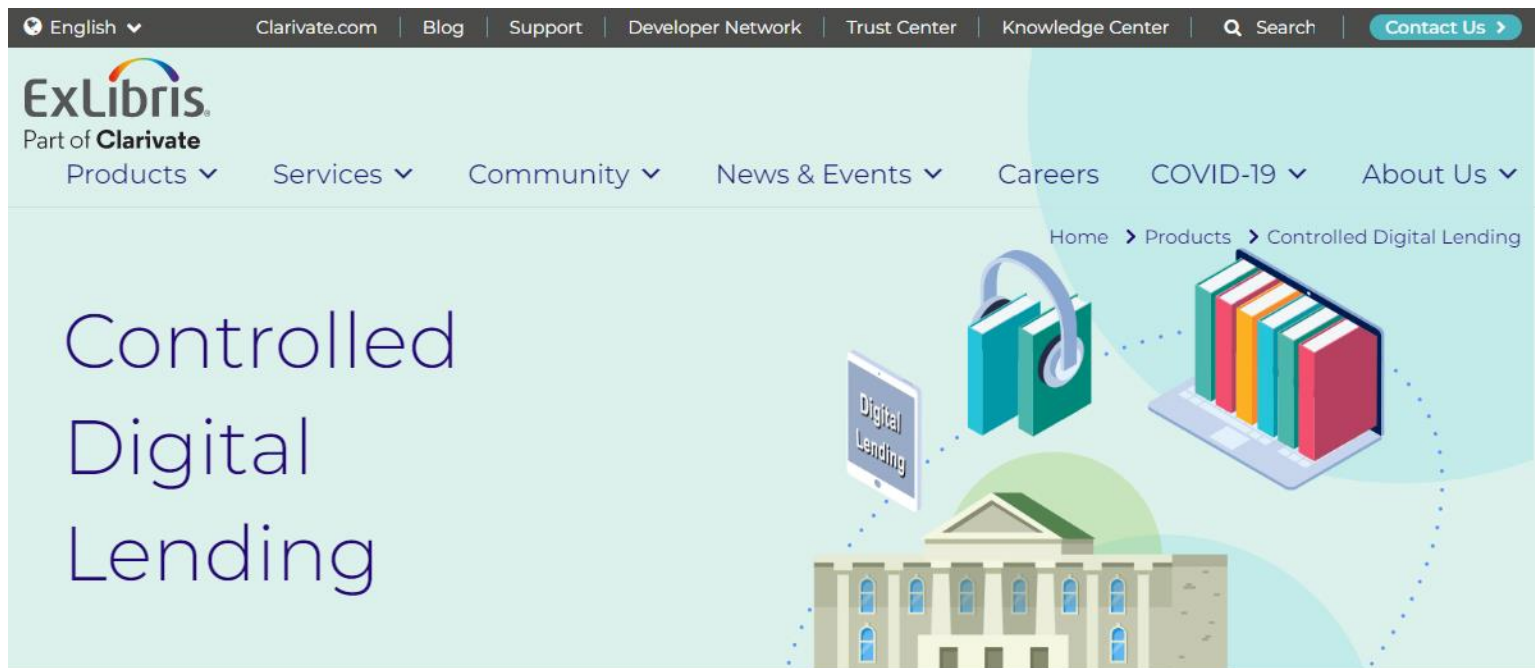 English
Clarivate.com
Blog
Support
Developer Network
Trust Center
Knowledge Center
Search
Contact Us
ExLibris®
Part of Clarivate
Products
Services
Community
News & Events
Careers
COVID-19
About Us
Home > Products > Controlled Digital Lending
Controlled
Digital
Lending
Digital
Lending